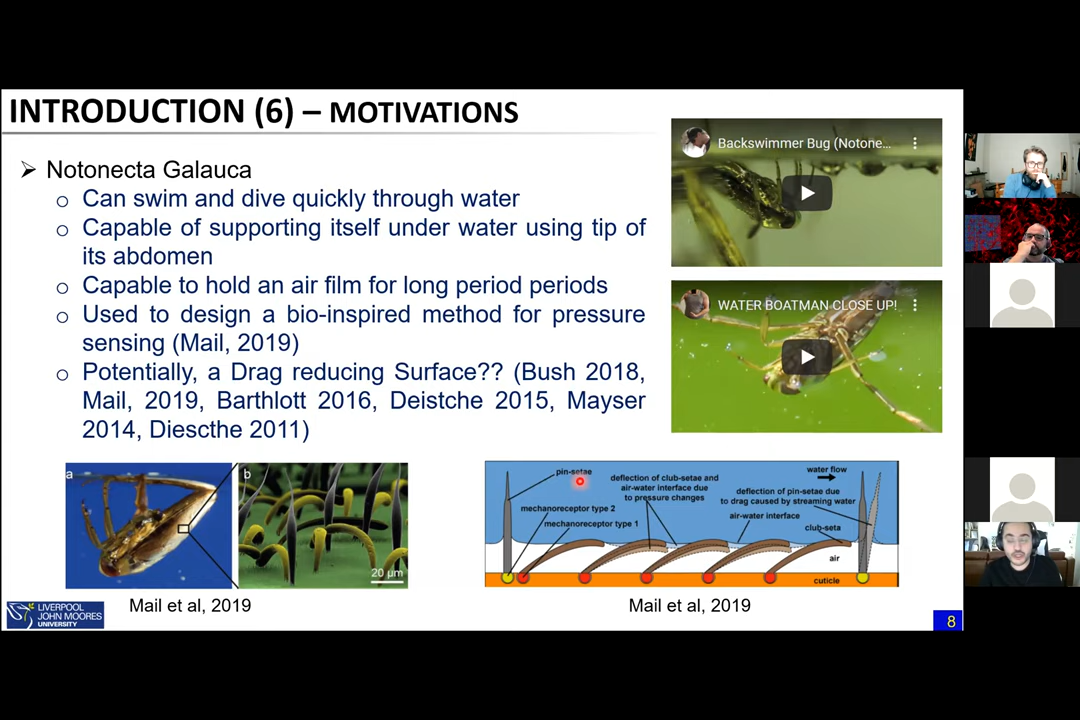 INTRODUCTION (6) – MOTIVATIONS
➢ Notonecta Galauca
o Can swim and dive quickly through water
o Capable of supporting itself under water using tip of
its abdomen
o Capable to hold an air film for long period periods
o Used to design a bio-inspired method for pressure
sensing (Mail, 2019)
o Potentially, a Drag reducing Surface?? (Bush 2018,
Mail, 2019, Barthlott 2016, Deistche 2015, Mayser
2014, Diescthe 2011)
Backswimmer Bug (Notone...
WATER BOATMAN CLOSE UP!
a
b
20 µm
Mail et al, 2019
pin-setae
deflection of club-setae and
air-water interface due
to pressure changes
water flow
deflection of pin-setae due
to drag caused by streaming water
mechanoreceptor type 2
mechanoreceptor type 1
air-water interface
club-seta
air
cuticle
Mail et al, 2019
LIVERPOOL
JOHN MOORES
UNIVERSITY
8